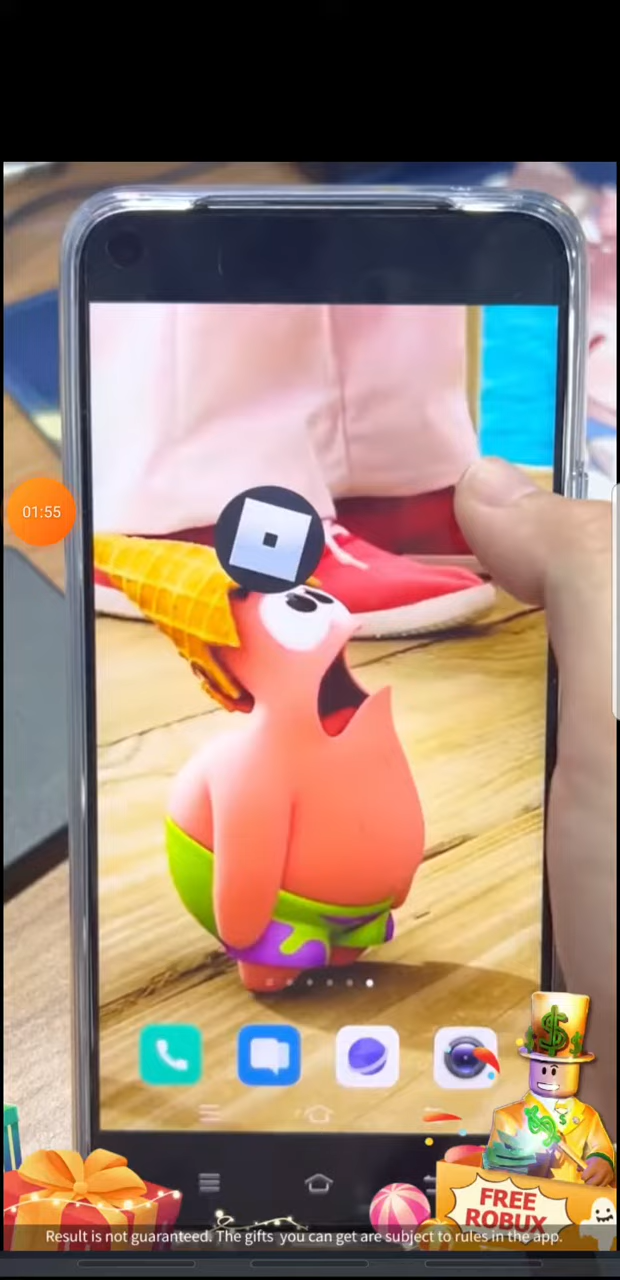 01:55
FREE
ROBUX
Result is not guaranteed. The gifts you can get are subject to rules in the app.